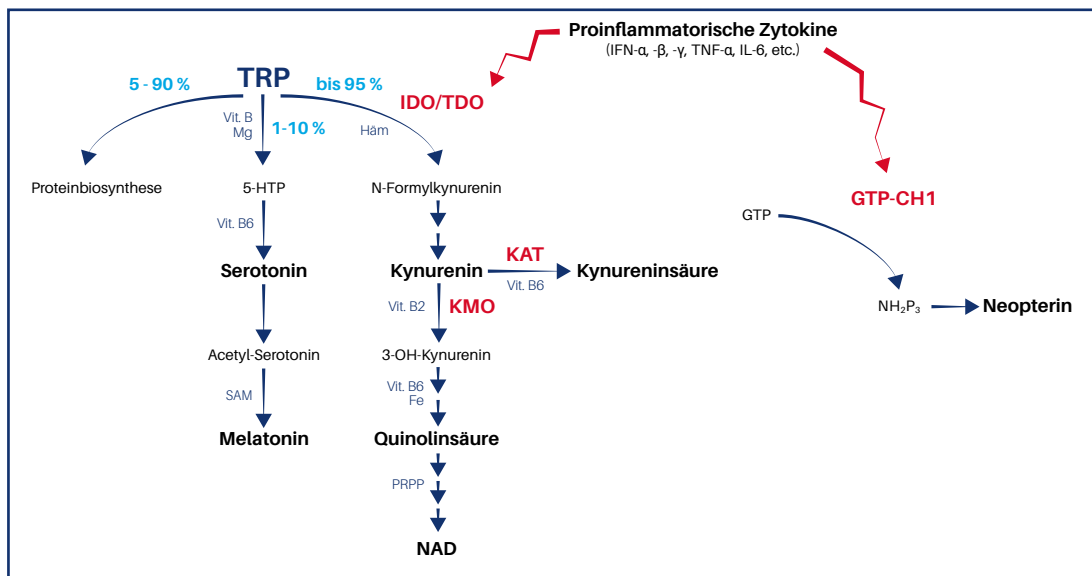 Proinflammatorische Zytokine
(IFN-α, -β, -γ, TNF-α, IL-6, etc.)
5 - 90 %
TRP
bis 95 %
IDO/TDO
Vit. B
Mg
1-10 %
Häm
Proteinbiosynthese
5-HTP
N-Formylkynurenin
GTP-CH1
GTP
Vit. B6
Serotonin
Kynurenin
KAT
Vit. B6
Kynureninsäure
Vit. B2
KMO
NH₂P₃
Neopterin
Acetyl-Serotonin
3-OH-Kynurenin
SAM
Vit. B6
Fe
Melatonin
Quinolinsäure
PRPP
NAD